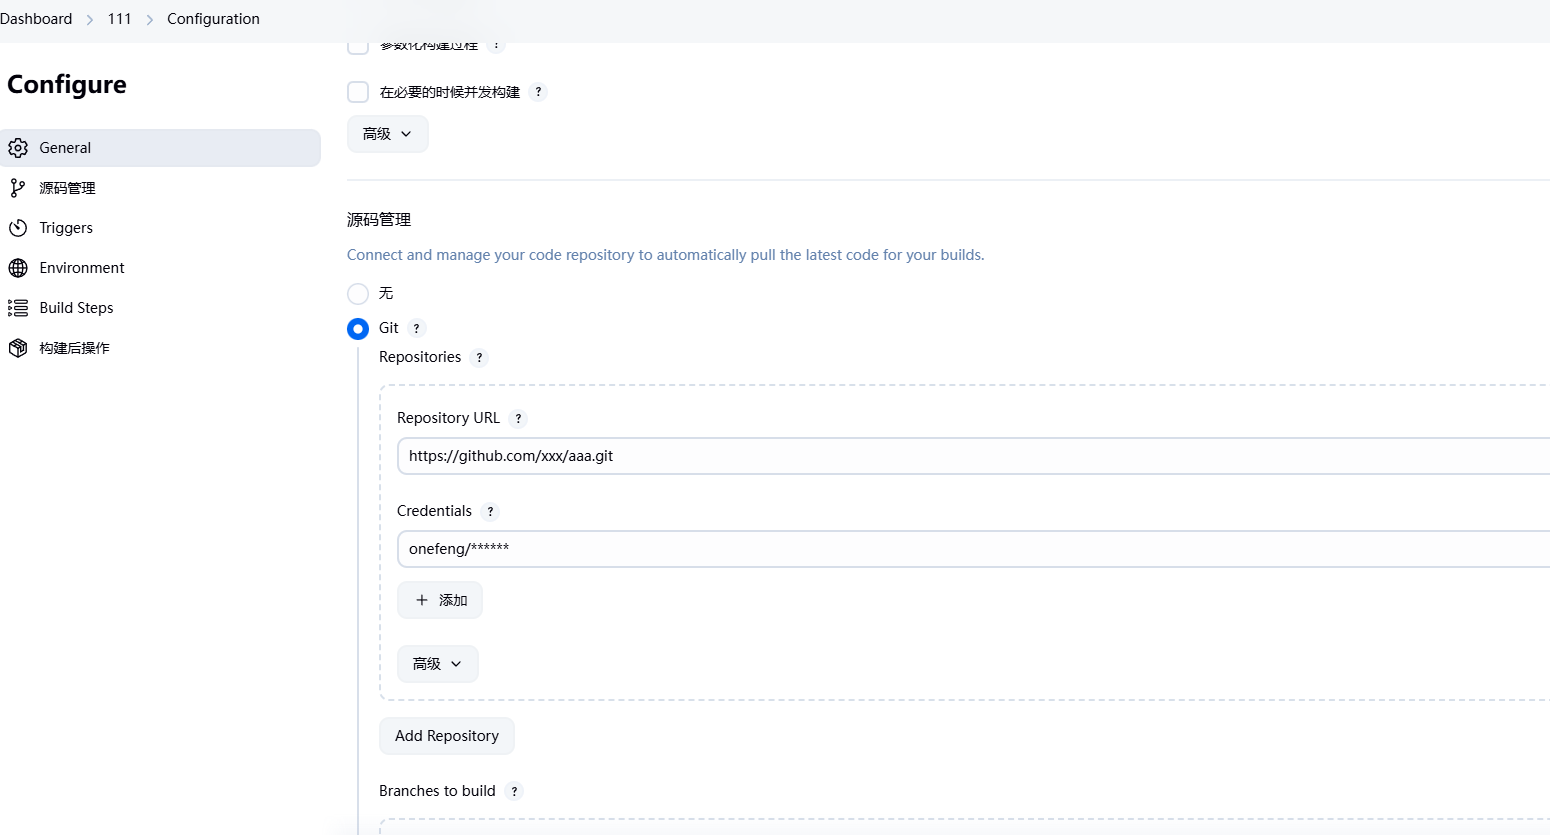 Dashboard > 111 > Configuration
Configure
General
源码管理
Triggers
Environment
Build Steps
构建后操作
参数化构建过程 ?
在必要的时候并发构建 ?
高级
源码管理
Connect and manage your code repository to automatically pull the latest code for your builds.
无
Git ?
Repositories ?
Repository URL ?
https://github.com/xxx/aaa.git
Credentials ?
onefeng/******
+ 添加
高级
Add Repository
Branches to build ?